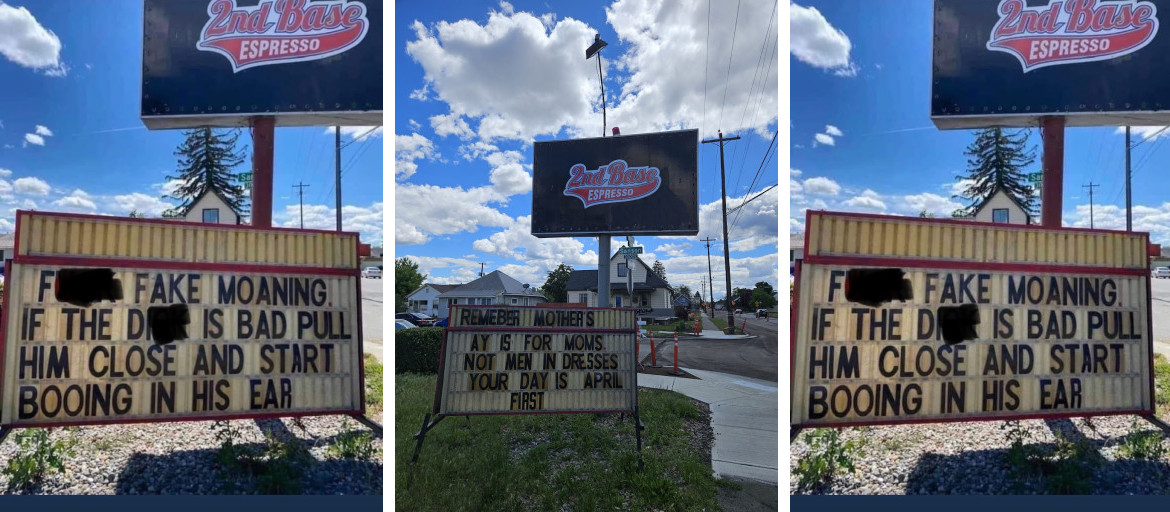 2nd Base
ESPRESSO
F FAKE MOANING.
IF THE D IS BAD PULL
HIM CLOSE AND START
BOOING IN HIS EAR
2nd Base
ESPRESSO
REMEBER MOTHERS
AY IS FOR MOMS.
NOT MEN IN DRESSES
YOUR DAY IS APRIL
FIRST
2nd Base
ESPRESSO
F FAKE MOANING.
IF THE D IS BAD PULL
HIM CLOSE AND START
BOOING IN HIS EAR